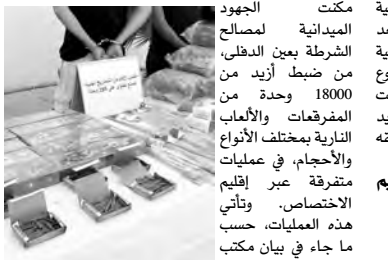 مكنت الجهود
الميدانية لمصالح
الشرطة بعين الدفلى،
من ضبط أزيد من
18000 وحدة من
المفرقعات والألعاب
النارية بمختلف الأنواع
والأحجام، في عمليات
متفرقة عبر إقليم
الاختصاص. وتأتي
هذه العمليات، حسب
ما جاء في بيان مكتب